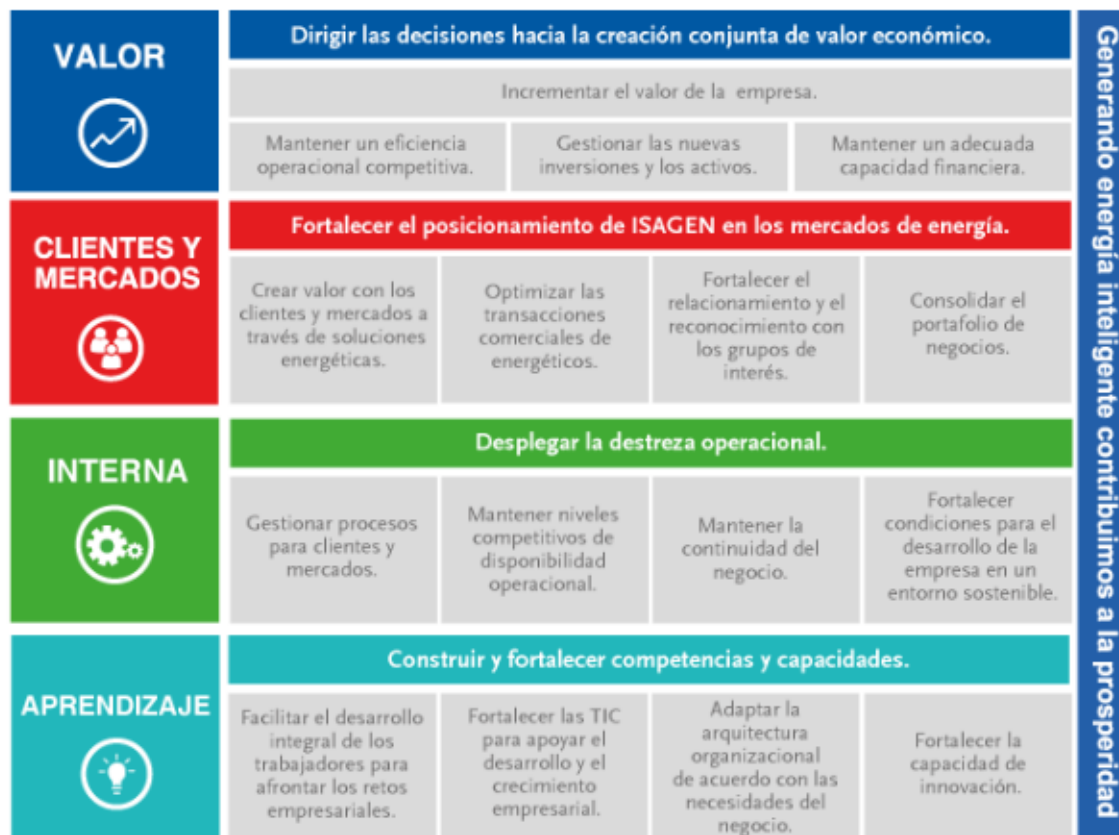 VALOR
Dirigir las decisiones hacia la creación conjunta de valor económico.
Incrementar el valor de la empresa.
Mantener un eficiencia
operacional competitiva.
Gestionar las nuevas
inversiones y los activos.
Mantener un adecuada
capacidad financiera.
CLIENTES Y
MERCADOS
Fortalecer el posicionamiento de ISAGEN en los mercados de energía.
Crear valor con los
clientes y mercados a
través de soluciones
energéticas.
Optimizar las
transacciones
comerciales de
energéticos.
Fortalecer el
relacionamiento y el
reconocimiento con
los grupos de
interés.
Consolidar el
portafolio de
negocios.
INTERNA
Desplegar la destreza operacional.
Gestionar procesos
para clientes y
mercados.
Mantener niveles
competitivos de
disponibilidad
operacional.
Mantener la
continuidad del
negocio.
Fortalecer
condiciones para el
desarrollo de la
empresa en un
entorno sostenible.
APRENDIZAJE
Construir y fortalecer competencias y capacidades.
Facilitar el desarrollo
integral de los
trabajadores para
afrontar los retos
empresariales.
Fortalecer las TIC
para apoyar el
desarrollo y el
crecimiento
empresarial.
Adaptar la
arquitectura
organizacional
de acuerdo con las
necesidades del
negocio.
Fortalecer la
capacidad de
innovación.
Generando energía inteligente contribuimos a la prosperidad